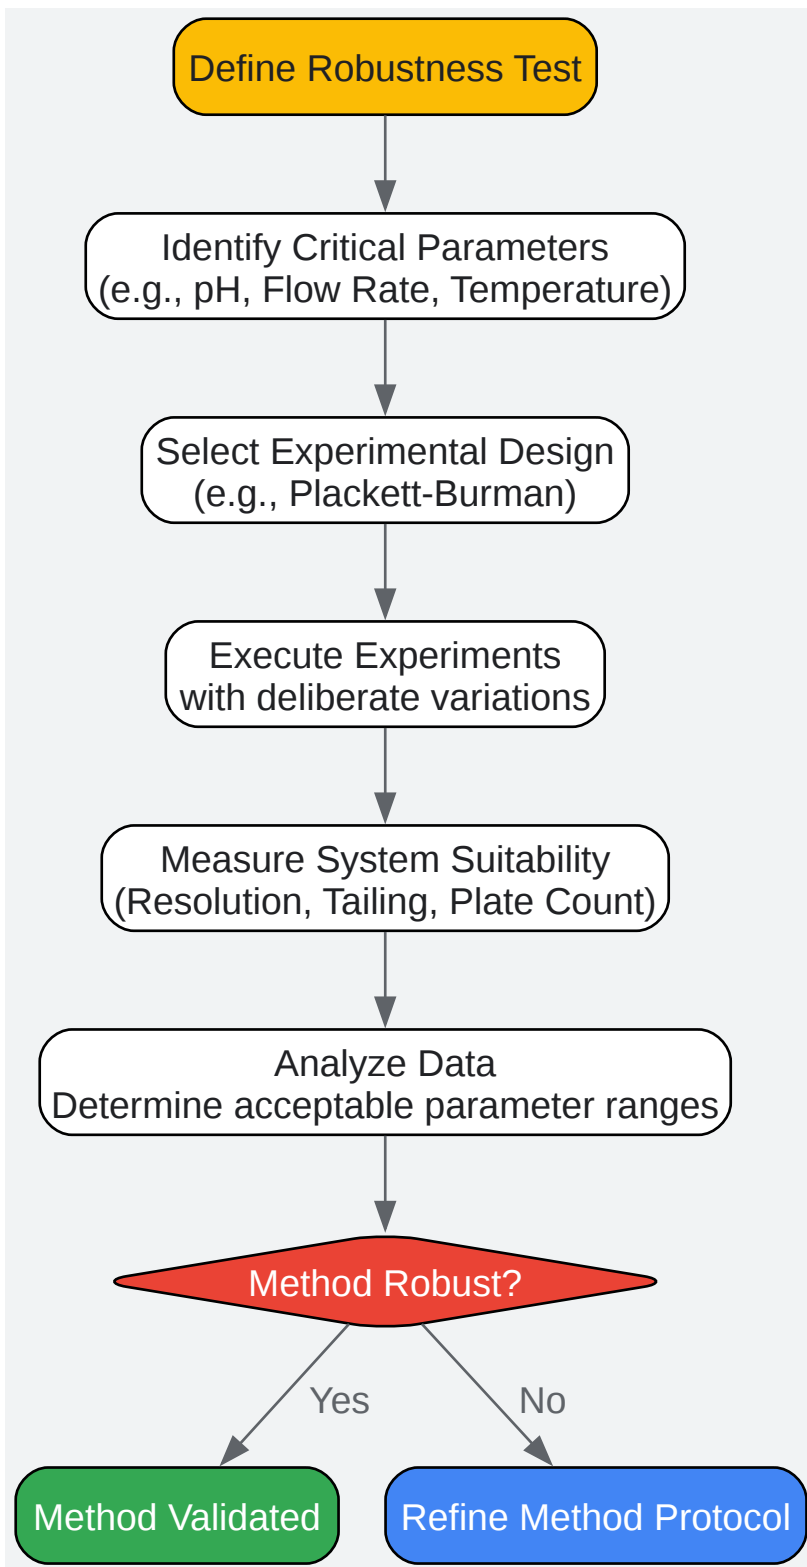 Define Robustness Test
Identify Critical Parameters
(e.g., pH, Flow Rate, Temperature)
Select Experimental Design
(e.g., Plackett-Burman)
Execute Experiments
with deliberate variations
Measure System Suitability
(Resolution, Tailing, Plate Count)
Analyze Data
Determine acceptable parameter ranges
Method Robust?
Yes
No
Method Validated
Refine Method Protocol